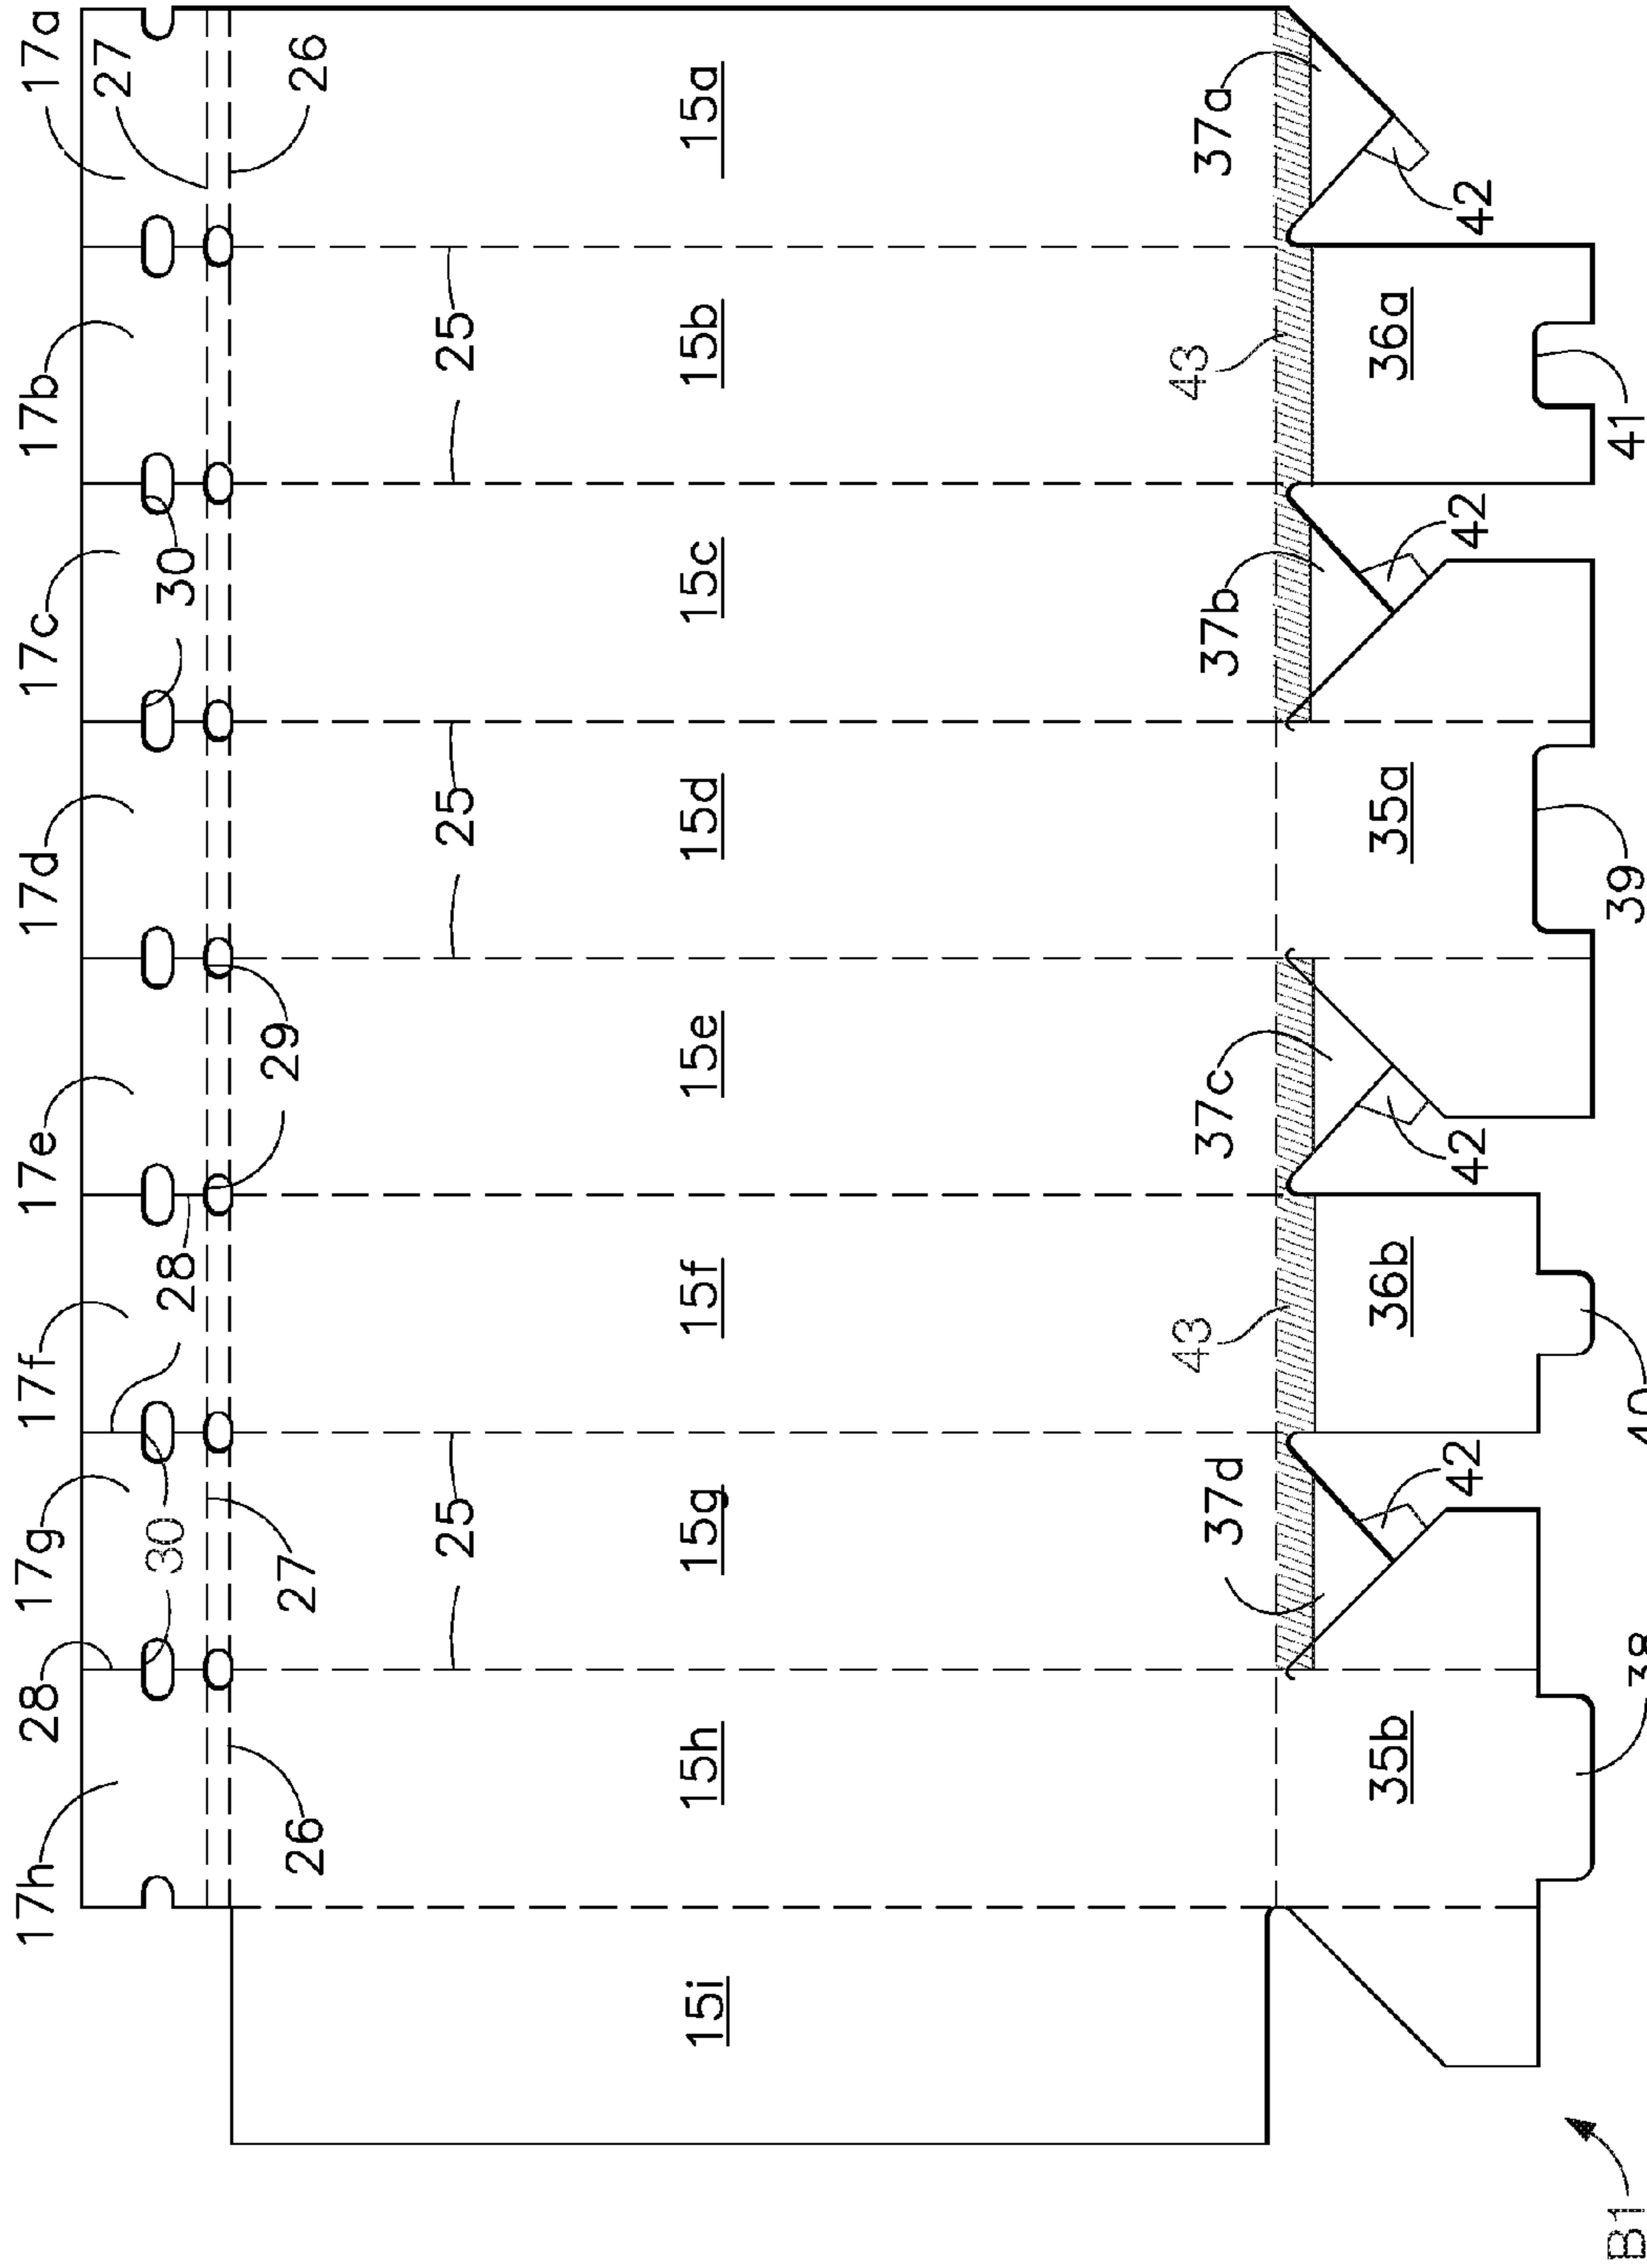 17h 28 17g 17f 17e 17d 17c 17b 17a
27
30 28 30
26 27 29 26
25 25 25
15i 15h 15g 15f 15e 15d 15c 15b 15a
43 43
37d 37c 37b 37a
35b 36b 35a 36a
42 42 42 42
B1 38 40 39 41